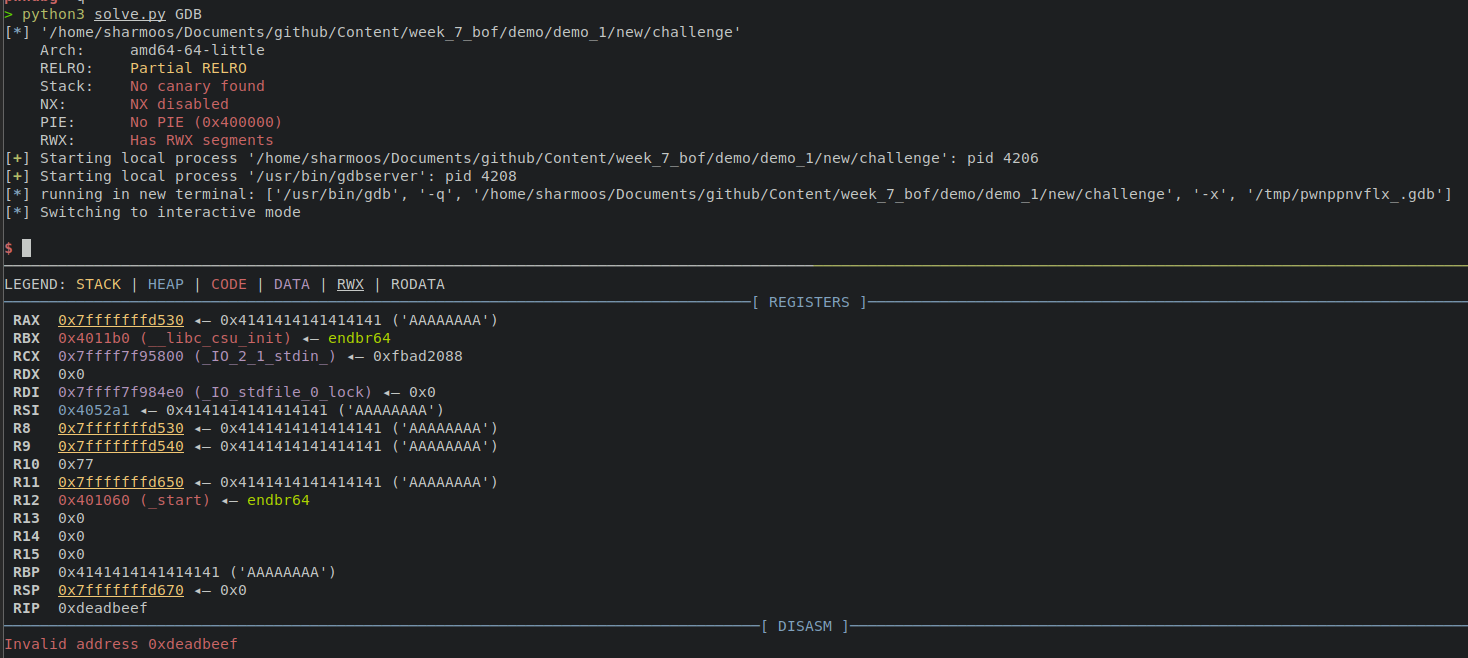 > python3 solve.py GDB
[*] '/home/sharmoos/Documents/github/Content/week_7_bof/demo/demo_1/new/challenge'
    Arch:     amd64-64-little
    RELRO:    Partial RELRO
    Stack:    No canary found
    NX:       NX disabled
    PIE:      No PIE (0x400000)
    RWX:      Has RWX segments
[+] Starting local process '/home/sharmoos/Documents/github/Content/week_7_bof/demo/demo_1/new/challenge': pid 4206
[+] Starting local process '/usr/bin/gdbserver': pid 4208
[*] running in new terminal: ['/usr/bin/gdb', '-q', '/home/sharmoos/Documents/github/Content/week_7_bof/demo/demo_1/new/challenge', '-x', '/tmp/pwnppnvflx_.gdb']
[*] Switching to interactive mode
$
LEGEND: STACK | HEAP | CODE | DATA | RWX | RODATA
[ REGISTERS ]
RAX  0x7fffffffd530 ◂— 0x4141414141414141 ('AAAAAAAA')
RBX  0x4011b0 (__libc_csu_init) ◂— endbr64
RCX  0x7ffff7f95800 (_IO_2_1_stdin_) ◂— 0xfbad2088
RDX  0x0
RDI  0x7ffff7f984e0 (_IO_stdfile_0_lock) ◂— 0x0
RSI  0x4052a1 ◂— 0x4141414141414141 ('AAAAAAAA')
R8   0x7fffffffd530 ◂— 0x4141414141414141 ('AAAAAAAA')
R9   0x7fffffffd540 ◂— 0x4141414141414141 ('AAAAAAAA')
R10  0x77
R11  0x7fffffffd650 ◂— 0x4141414141414141 ('AAAAAAAA')
R12  0x401060 (_start) ◂— endbr64
R13  0x0
R14  0x0
R15  0x0
RBP  0x4141414141414141 ('AAAAAAAA')
RSP  0x7fffffffd670 ◂— 0x0
RIP  0xdeadbeef
[ DISASM ]
Invalid address 0xdeadbeef